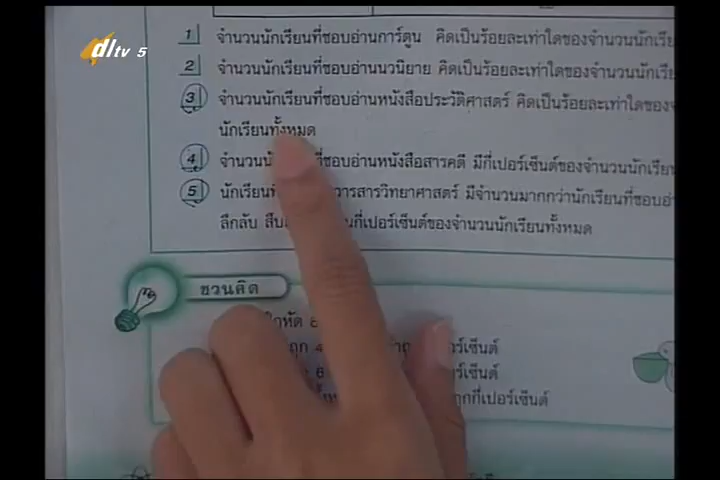 dltv 5
1 จำนวนนักเรียนที่ชอบอ่านการ์ตูน คิดเป็นร้อยละเท่าใดของจำนวนนักเรีย
2 จำนวนนักเรียนที่ชอบอ่านนวนิยาย คิดเป็นร้อยละเท่าใดของจำนวนนักเรีย
3 จำนวนนักเรียนที่ชอบอ่านหนังสือประวัติศาสตร์ คิดเป็นร้อยละเท่าใดของ
นักเรียนทั้งหมด
4 จำนวน ที่ชอบอ่านหนังสือสารคดี มีกี่เปอร์เซ็นต์ของจำนวนนักเรียน
5 นักเรียน วารสารวิทยาศาสตร์ มีจำนวนมากกว่านักเรียนที่ชอบอ่า
ลึกลับ สืบ กี่เปอร์เซ็นต์ของจำนวนนักเรียนทั้งหมด
ชวนคิด
หัด 8
ถูก 4
8
ถูกกี่เปอร์เซ็นต์